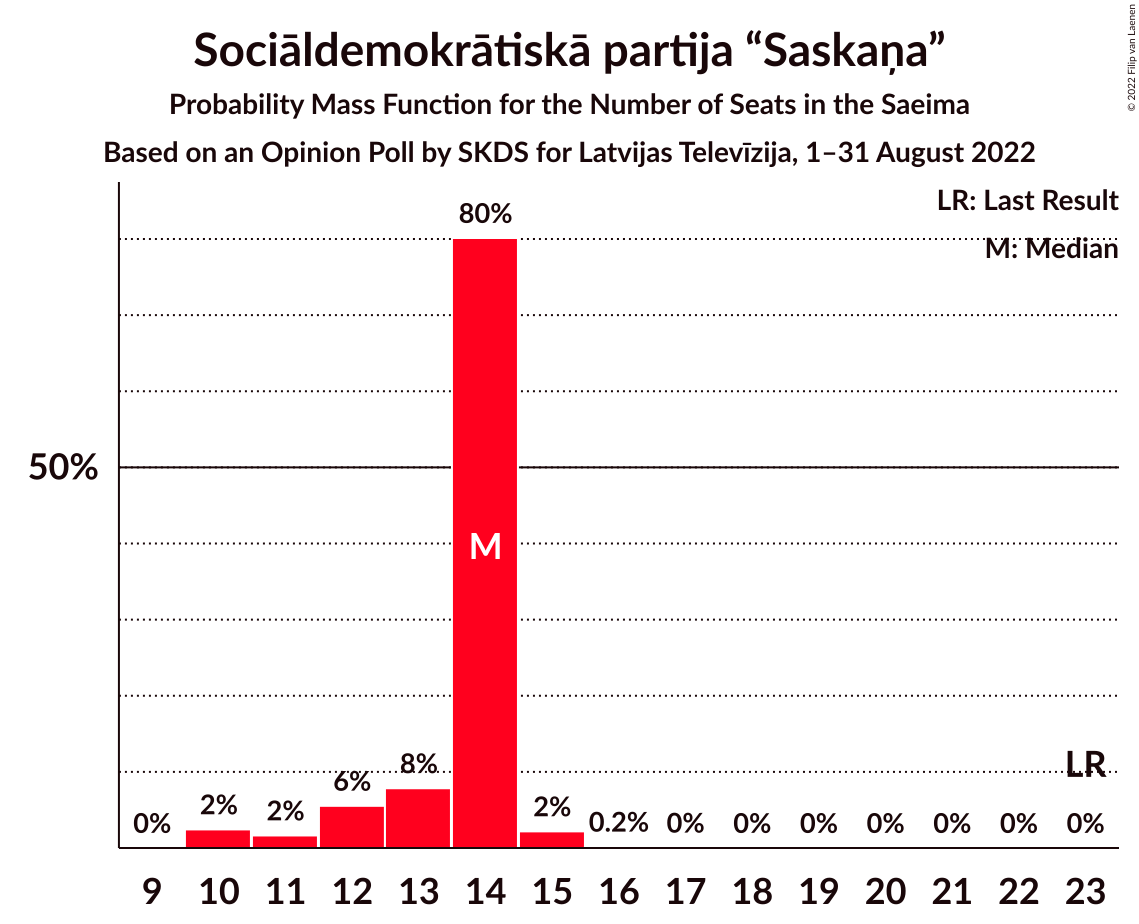 Sociāldemokrātiskā partija “Saskaņa”
Probability Mass Function for the Number of Seats in the Saeima
Based on an Opinion Poll by SKDS for Latvijas Televīzija, 1–31 August 2022
© 2022 Filip van Laenen
LR: Last Result
M: Median
80%
50%
M
LR
8%
6%
2%
2%
2%
0%
0.2%
0%
0%
0%
0%
0%
0%
0%
9 10 11 12 13 14 15 16 17 18 19 20 21 22 23